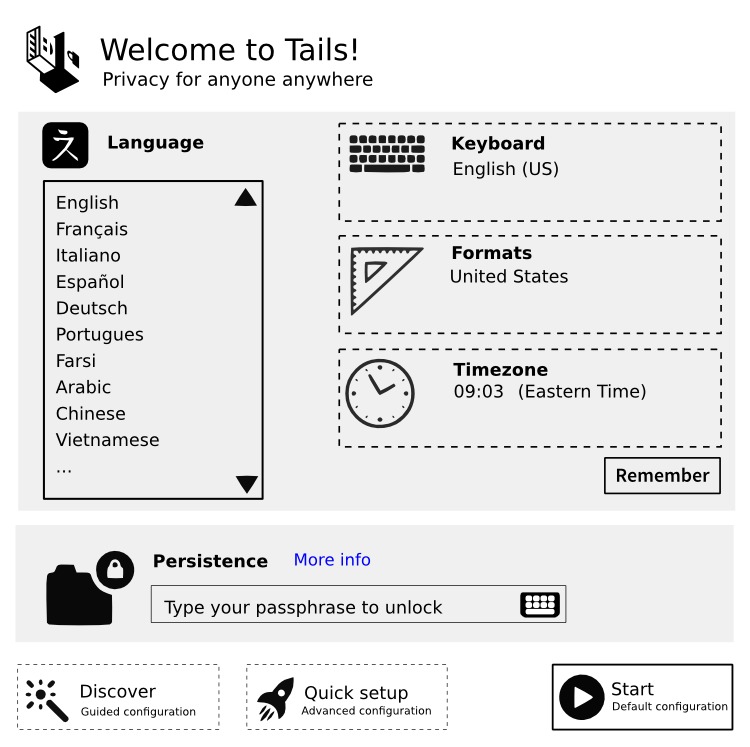 Welcome to Tails!
Privacy for anyone anywhere
文
Language
English
Français
Italiano
Español
Deutsch
Portugues
Farsi
Arabic
Chinese
Vietnamese
...
Keyboard
English (US)
Formats
United States
Timezone
09:03 (Eastern Time)
Remember
Persistence More info
Type your passphrase to unlock
Discover
Guided configuration
Quick setup
Advanced configuration
Start
Default configuration